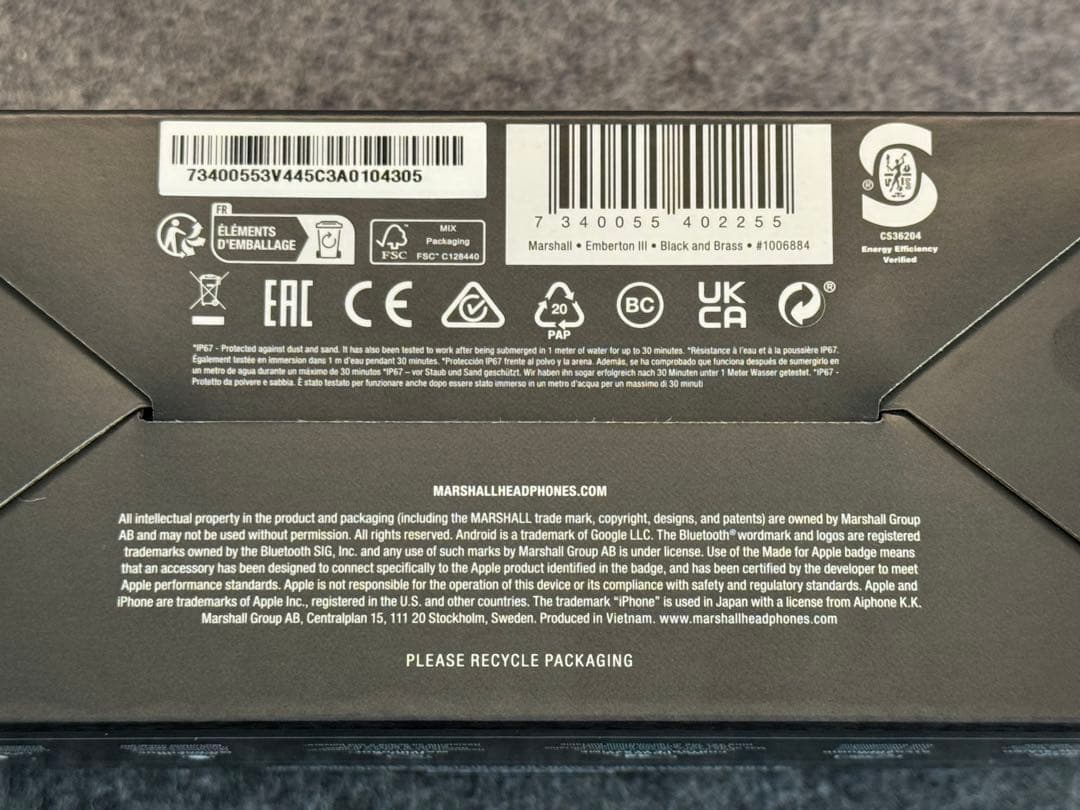 73400553V445C3A0104305
7 340055 402255
Marshall • Emberton III • Black and Brass • #1006884
CS36204
Energy Efficiency
Verified
FR
ÉLÉMENTS
D'EMBALLAGE
FSC
MIX
Packaging
FSC™ C128440
EAC
CE
20
PAP
BC
UK
CA
®
*IP67 - Protected against dust and sand. It has also been tested to work after being submerged in 1 meter of water for up to 30 minutes. *Résistance à l'eau et à la poussière IP67.
Également testée en immersion dans 1 m d'eau pendant 30 minutes. *Protección IP67 frente al polvo y la arena. Además, se ha comprobado que funciona después de sumergirlo en
un metro de agua durante un máximo de 30 minutos *IP67 – vor Staub und Sand geschützt. Wir haben ihn sogar erfolgreich nach 30 Minuten unter 1 Meter Wasser getestet. *IP67 -
Protetto da polvere e sabbia. È stato testato per funzionare anche dopo essere stato immerso in un metro d'acqua per un massimo di 30 minuti
MARSHALLHEADPHONES.COM
All intellectual property in the product and packaging (including the MARSHALL trade mark, copyright, designs, and patents) are owned by Marshall Group
AB and may not be used without permission. All rights reserved. Android is a trademark of Google LLC. The Bluetooth® wordmark and logos are registered
trademarks owned by the Bluetooth SIG, Inc. and any use of such marks by Marshall Group AB is under license. Use of the Made for Apple badge means
that an accessory has been designed to connect specifically to the Apple product identified in the badge, and has been certified by the developer to meet
Apple performance standards. Apple is not responsible for the operation of this device or its compliance with safety and regulatory standards. Apple and
iPhone are trademarks of Apple Inc., registered in the U.S. and other countries. The trademark “iPhone” is used in Japan with a license from Aiphone K.K.
Marshall Group AB, Centralplan 15, 111 20 Stockholm, Sweden. Produced in Vietnam. www.marshallheadphones.com
PLEASE RECYCLE PACKAGING